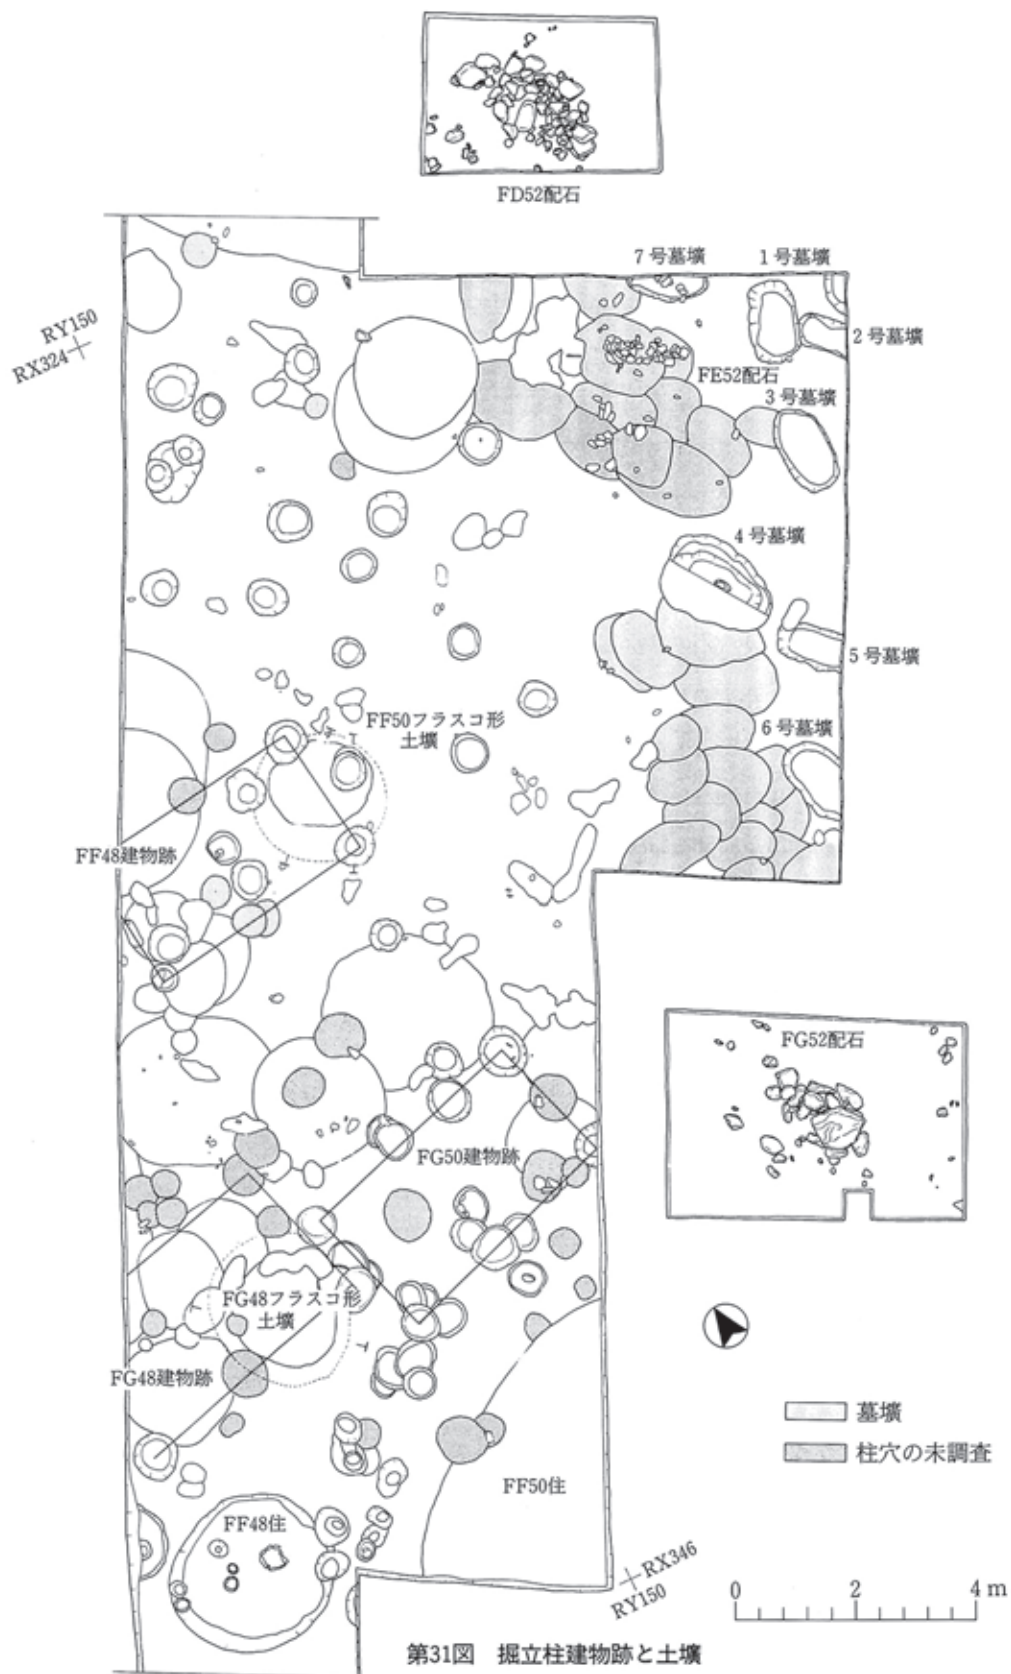 FD52配石
7号墓壙
1号墓壙
RY150
RX324
2号墓壙
FE52配石
3号墓壙
4号墓壙
5号墓壙
FF50フラスコ形
土壙
6号墓壙
FF48建物跡
FG52配石
FG50建物跡
FG48フラスコ形
土壙
FG48建物跡
墓壙
柱穴の未調査
FF50住
FF48住
RX346
RY150
0 2 4 m
第31図 掘立柱建物跡と土壙